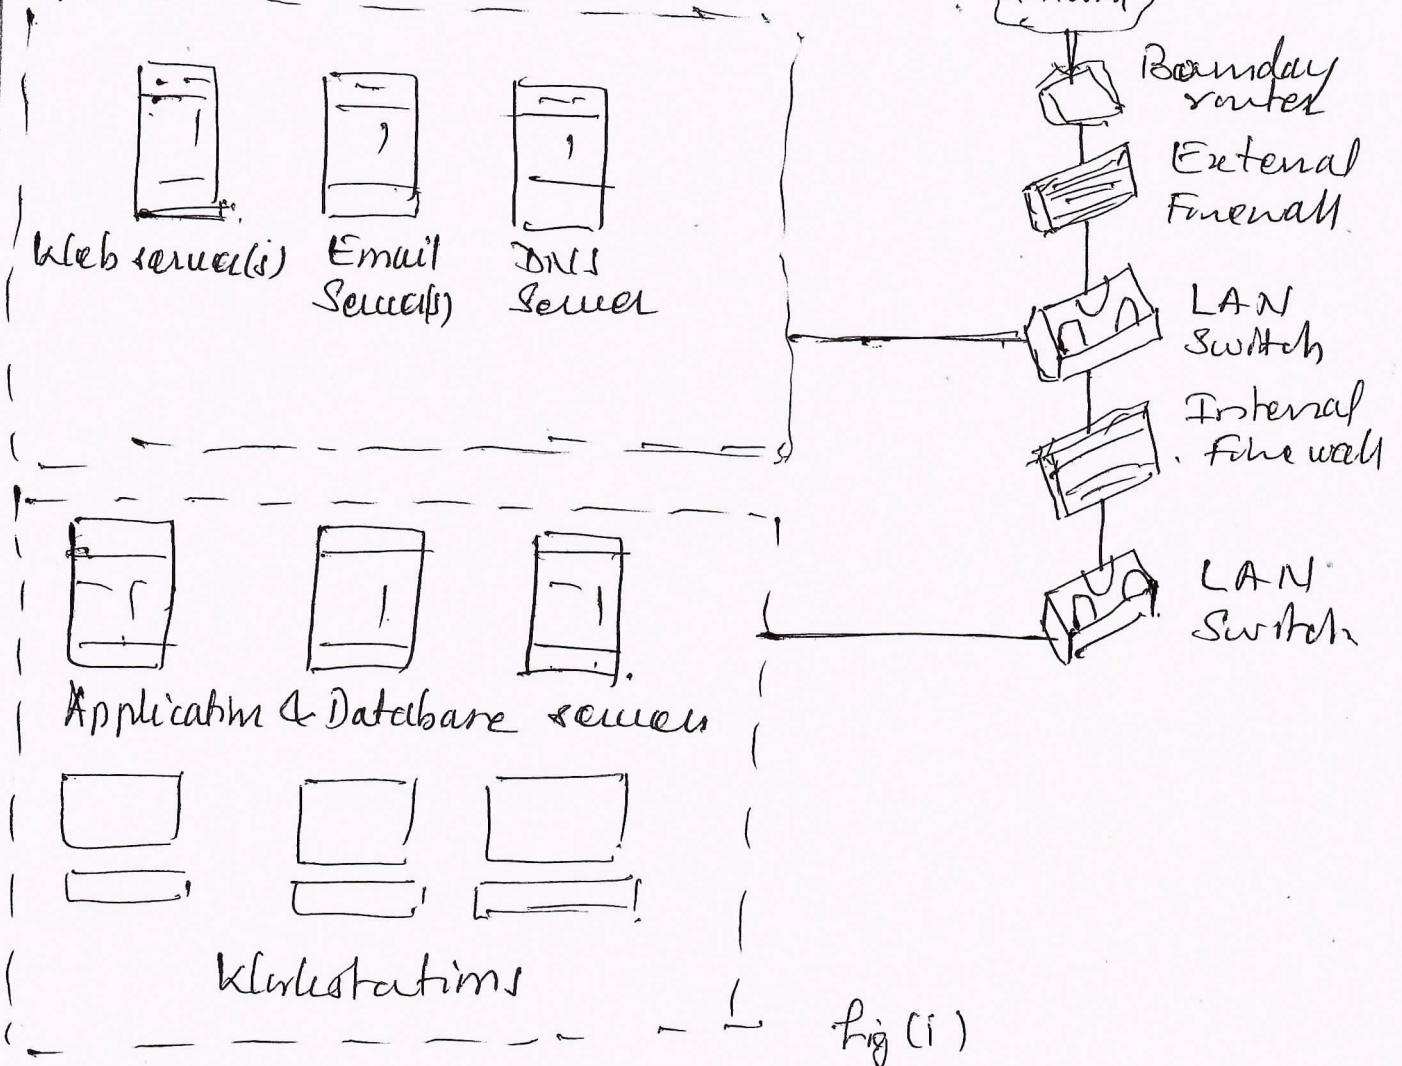 Boundary
router
External
Firewall
Web server(s)
Email
Server(s)
DNS
Server
LAN
Switch
Internal
Firewall
LAN
Switch
Application & Database servers
Workstations
fig (i)